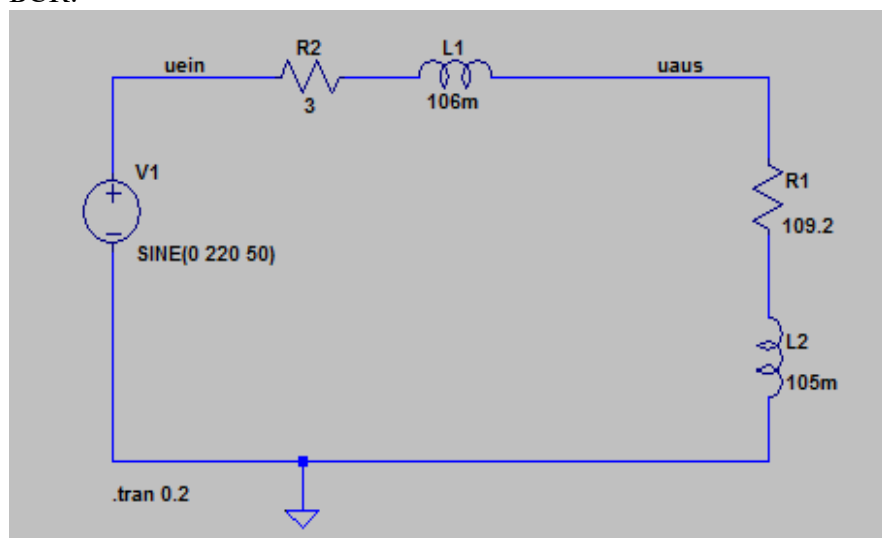 R2
L1
uein
uaus
3
106m
V1
R1
109.2
SINE(0 220 50)
L2
105m
.tran 0.2